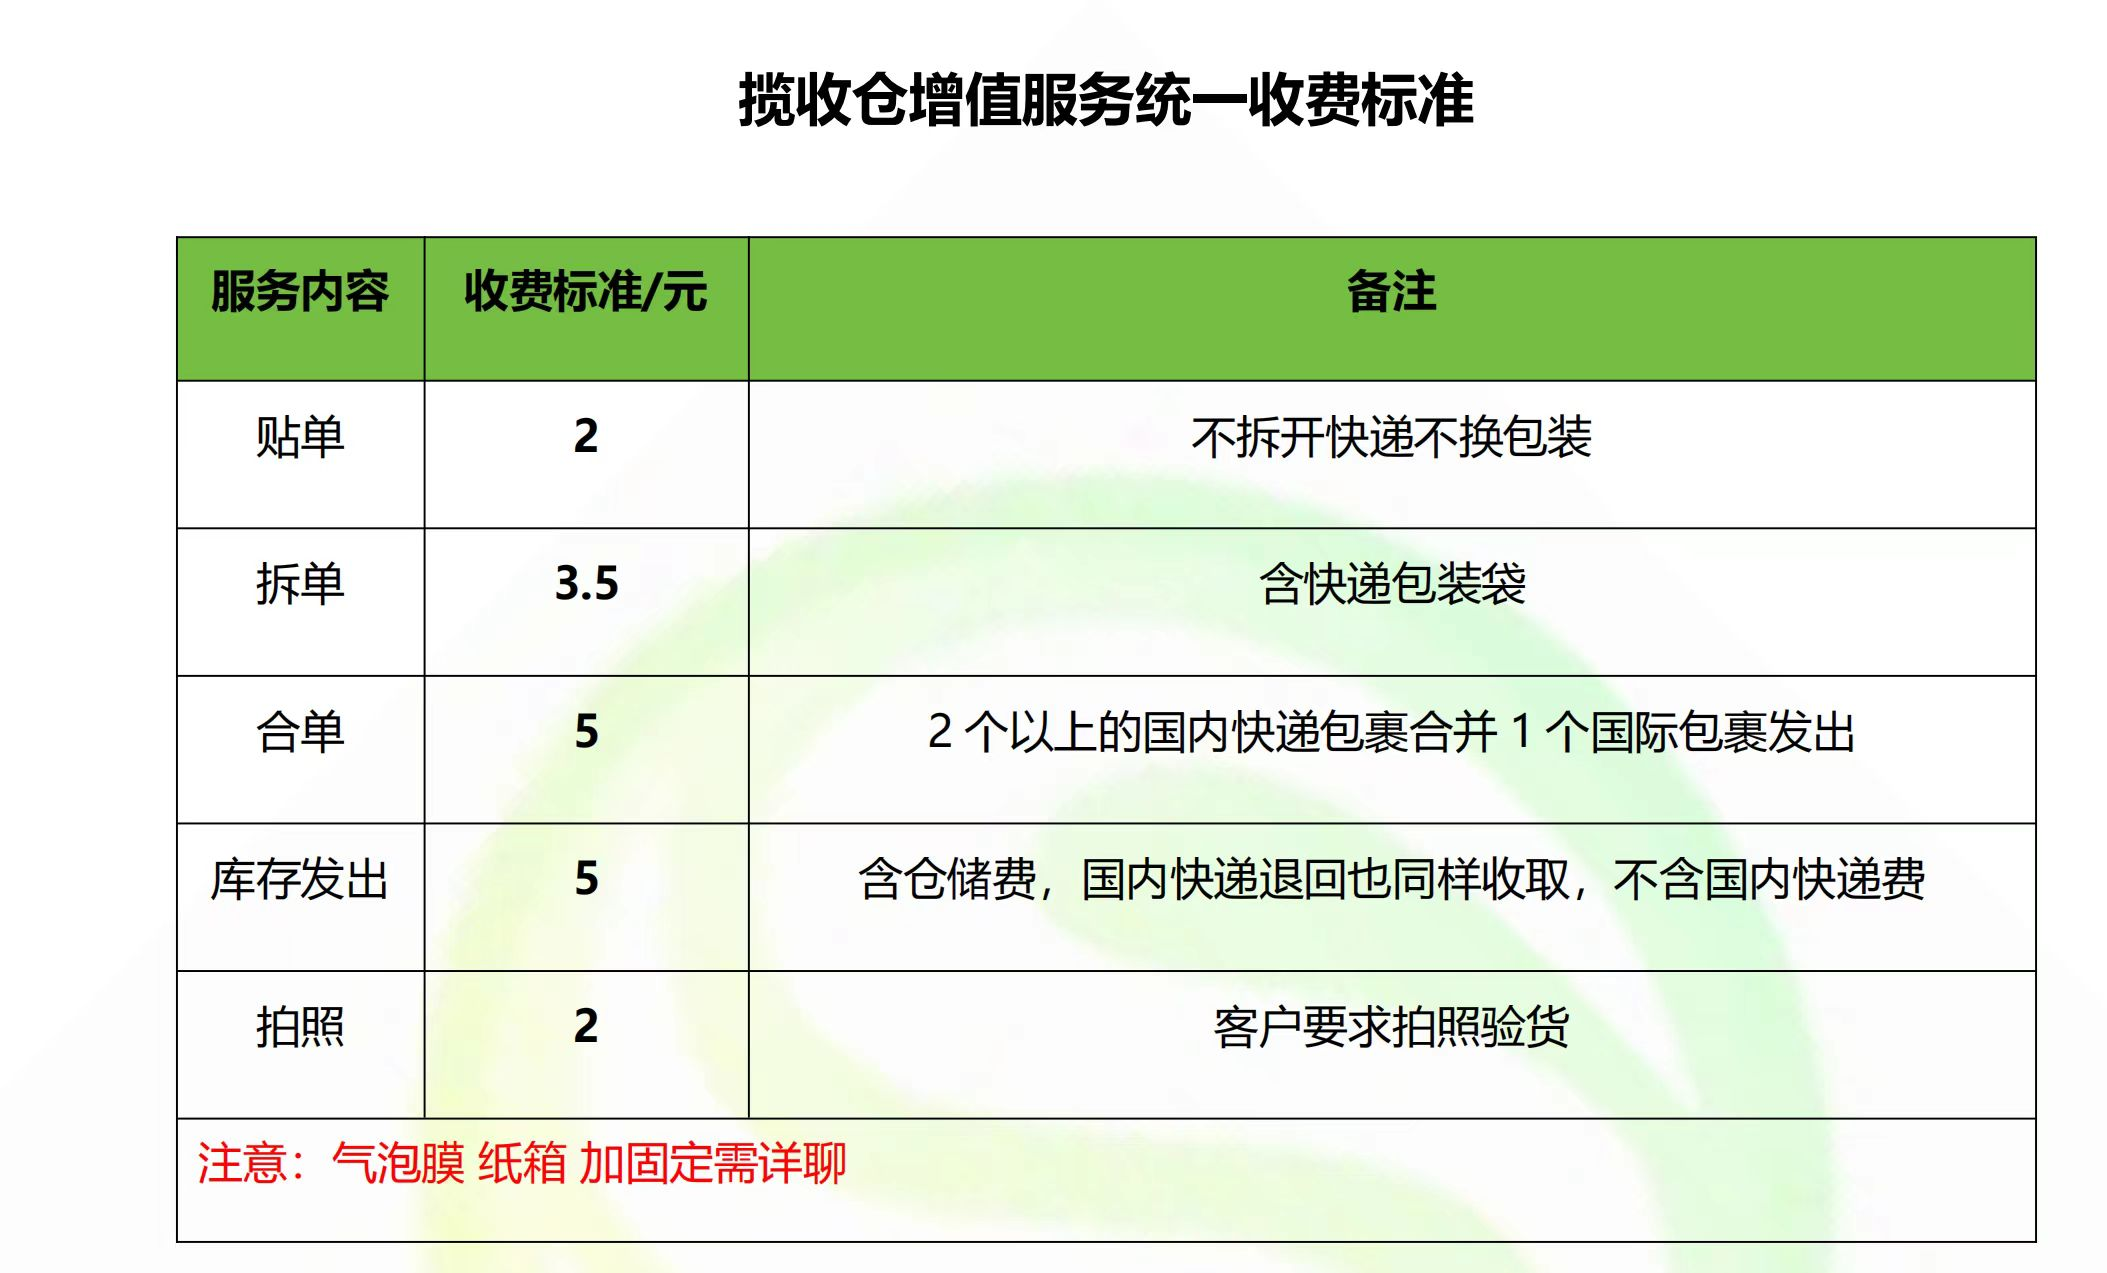 揽收仓增值服务统一收费标准
服务内容 收费标准/元 备注
贴单 2 不拆开快递不换包装
拆单 3.5 含快递包装袋
合单 5 2 个以上的国内快递包裹合并 1 个国际包裹发出
库存发出 5 含仓储费，国内快递退回也同样收取，不含国内快递费
拍照 2 客户要求拍照验货
注意：气泡膜 纸箱 加固定需详聊